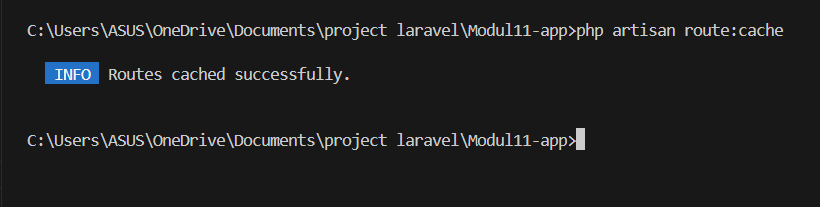 C:\Users\ASUS\OneDrive\Documents\project laravel\Modul11-app>php artisan route:cache
INFO Routes cached successfully.
C:\Users\ASUS\OneDrive\Documents\project laravel\Modul11-app>